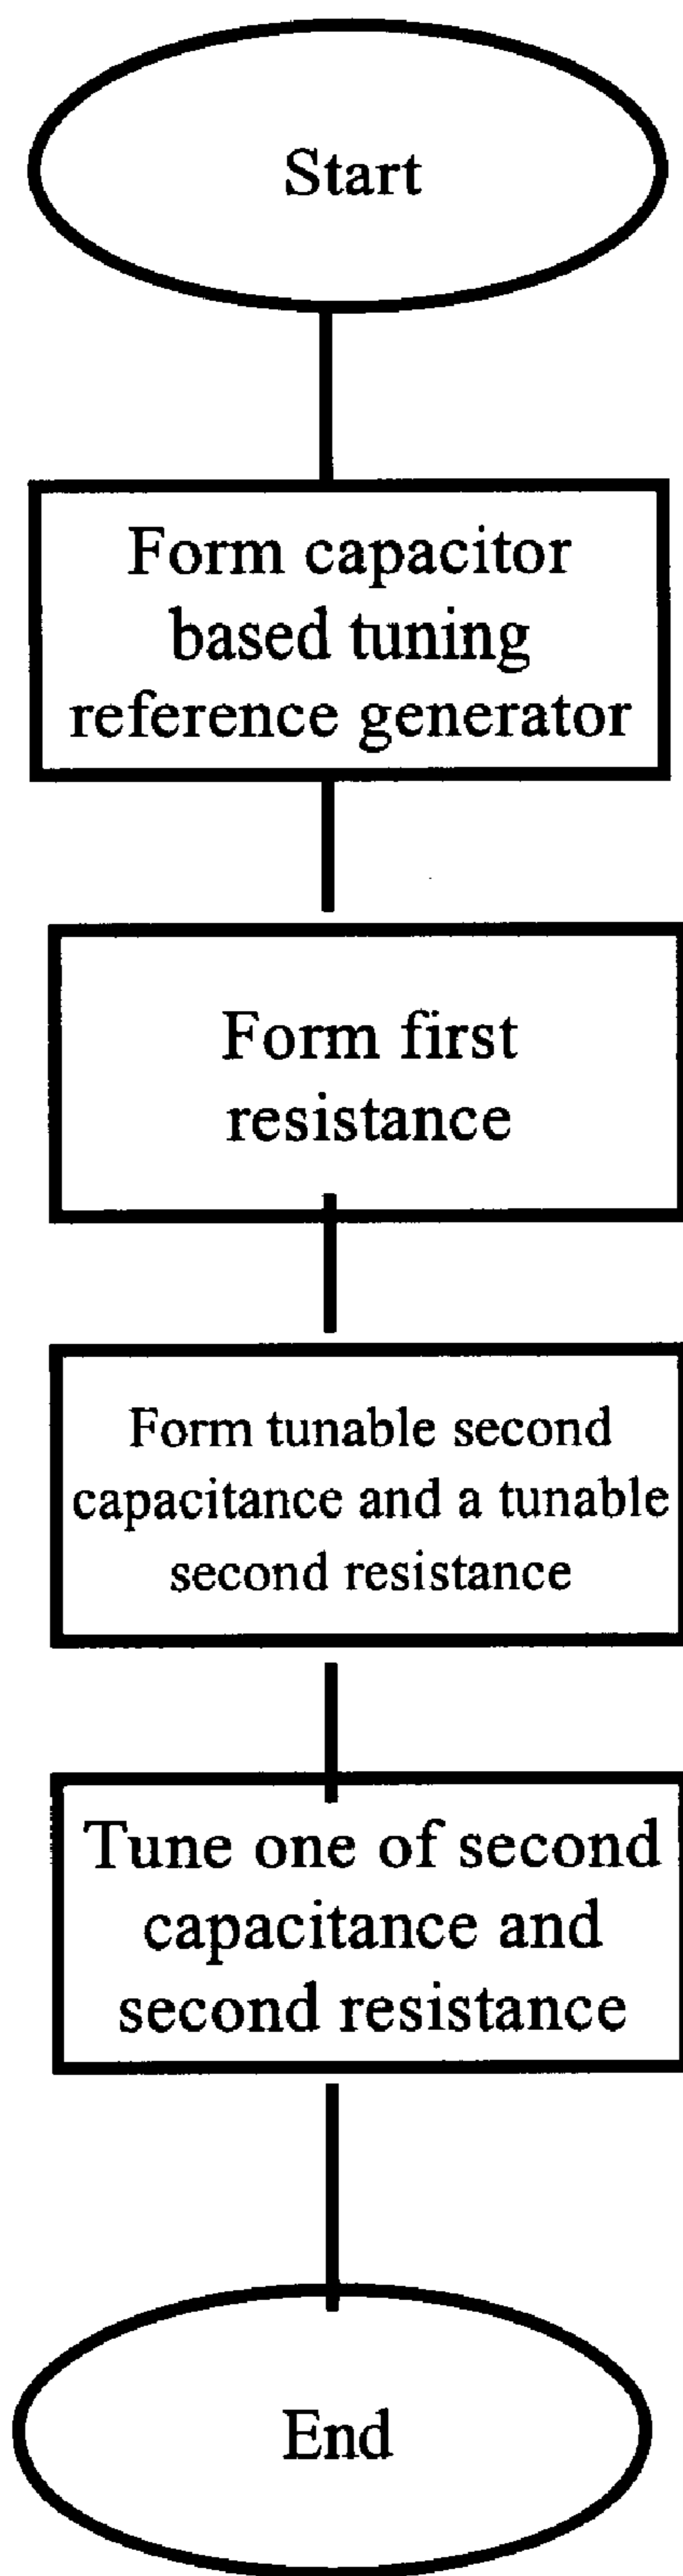 Start
Form capacitor
based tuning
reference generator
Form first
resistance
Form tunable second
capacitance and a tunable
second resistance
Tune one of second
capacitance and
second resistance
End